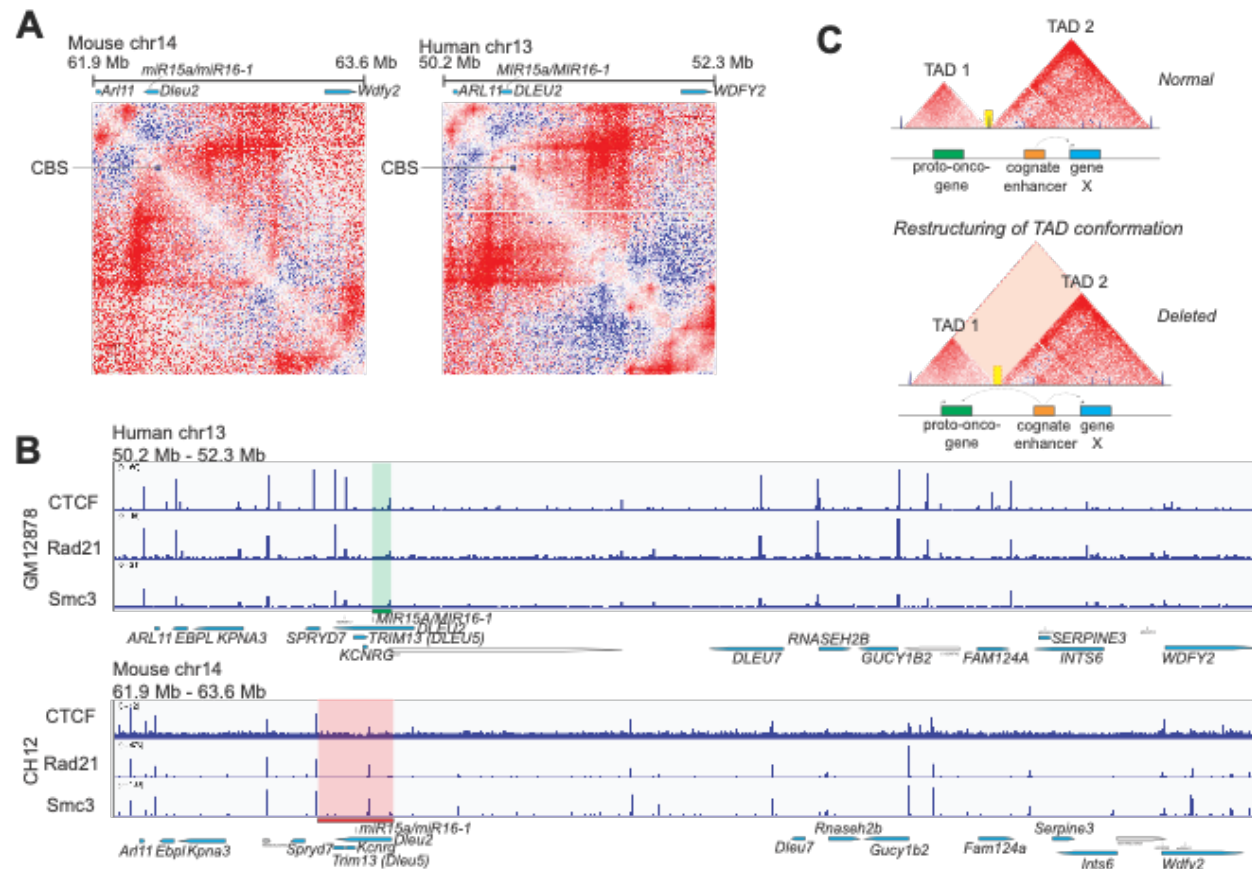 A
Mouse chr14
61.9 Mb 63.6 Mb
miR15a/miR16-1
Arl11 Dleu2 Wdfy2
CBS
Human chr13
50.2 Mb 52.3 Mb
MIR15a/MIR16-1
ARL11 DLEU2 WDFY2
CBS
C
TAD 2
TAD 1
Normal
proto-onco-
gene
cognate
enhancer
gene
X
Restructuring of TAD conformation
TAD 2
TAD 1
Deleted
proto-onco-
gene
cognate
enhancer
gene
X
B
Human chr13
50.2 Mb - 52.3 Mb
GM12878
CTCF
Rad21
Smc3
MIR15A/MIR16-1
DLEU2
ARL11 EBPL KPNA3 SPRYD7 TRIM13 (DLEU5) RNASEH2B SERPINE3
KCNRG DLEU7 GUCY1B2 FAM124A INTS6 WDFY2
Mouse chr14
61.9 Mb - 63.6 Mb
CH12
CTCF
Rad21
Smc3
miR15a/miR16-1
Dleu2
Arl11 Ebpl Kpna3 Spryd7 Kcnrg Rnaseh2b Serpine3
Trim13 (Dleu5) Dleu7 Gucy1b2 Fam124a Ints6 Wdfy2